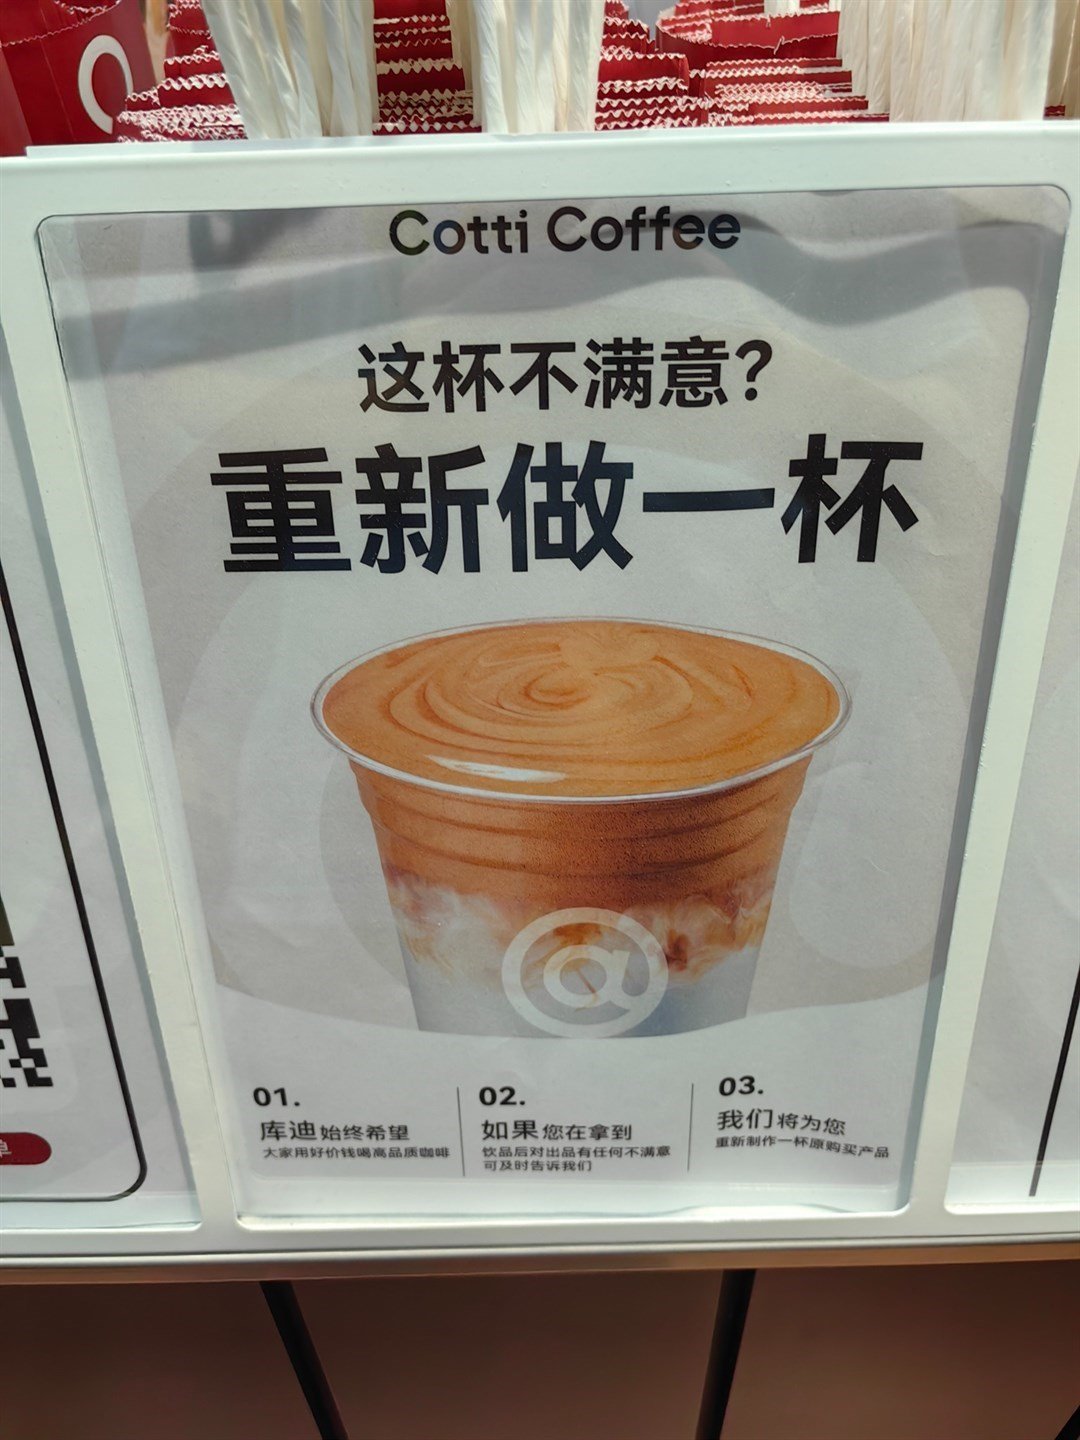 Cotti Coffee
这杯不满意?
重新做一杯
@
01.
库迪始终希望
大家用好价钱喝高品质咖啡
02.
如果您在拿到
饮品后对出品有任何不满意
可及时告诉我们
03.
我们将为您
重新制作一杯原购买产品
单